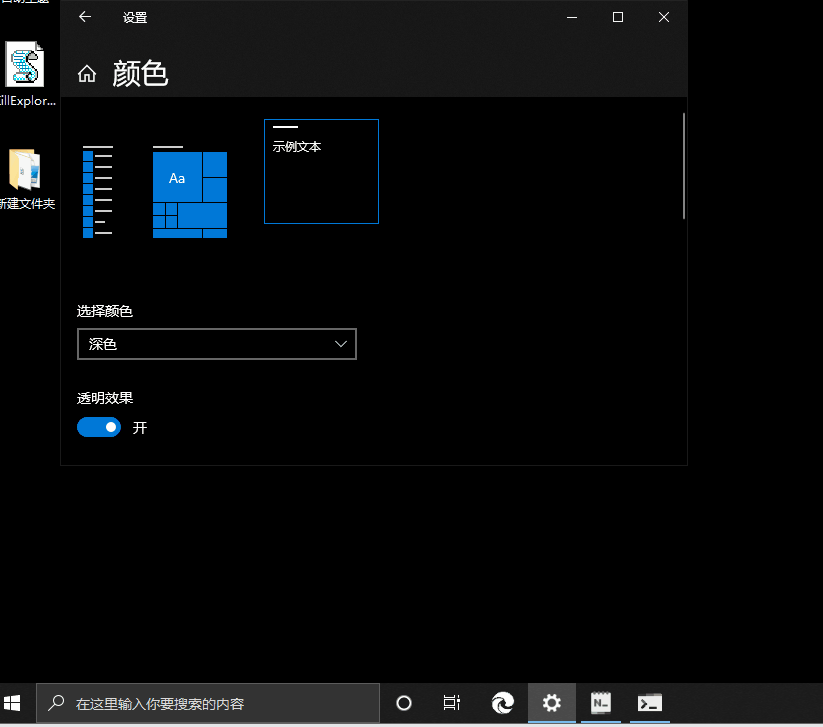 设置
颜色
illExplor...
示例文本
Aa
新建文件夹
选择颜色
深色
透明效果
开
在这里输入你要搜索的内容
N